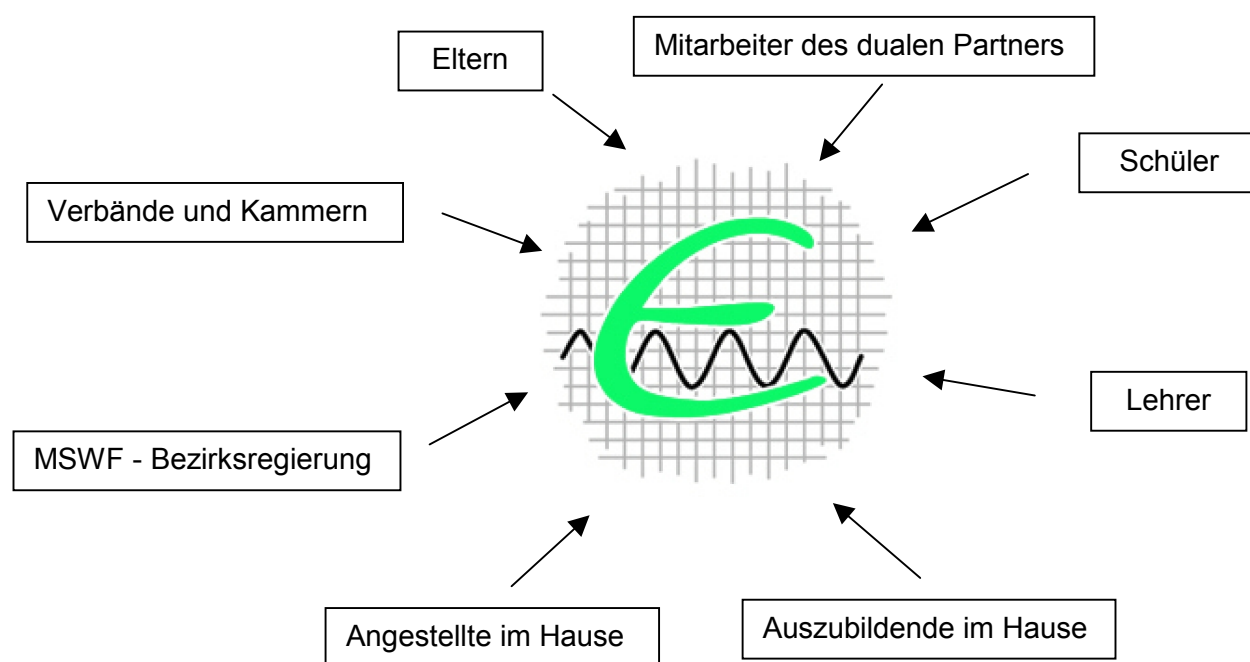 Eltern
Mitarbeiter des dualen Partners
Schüler
Verbände und Kammern
Lehrer
MSWF - Bezirksregierung
Angestellte im Hause
Auszubildende im Hause